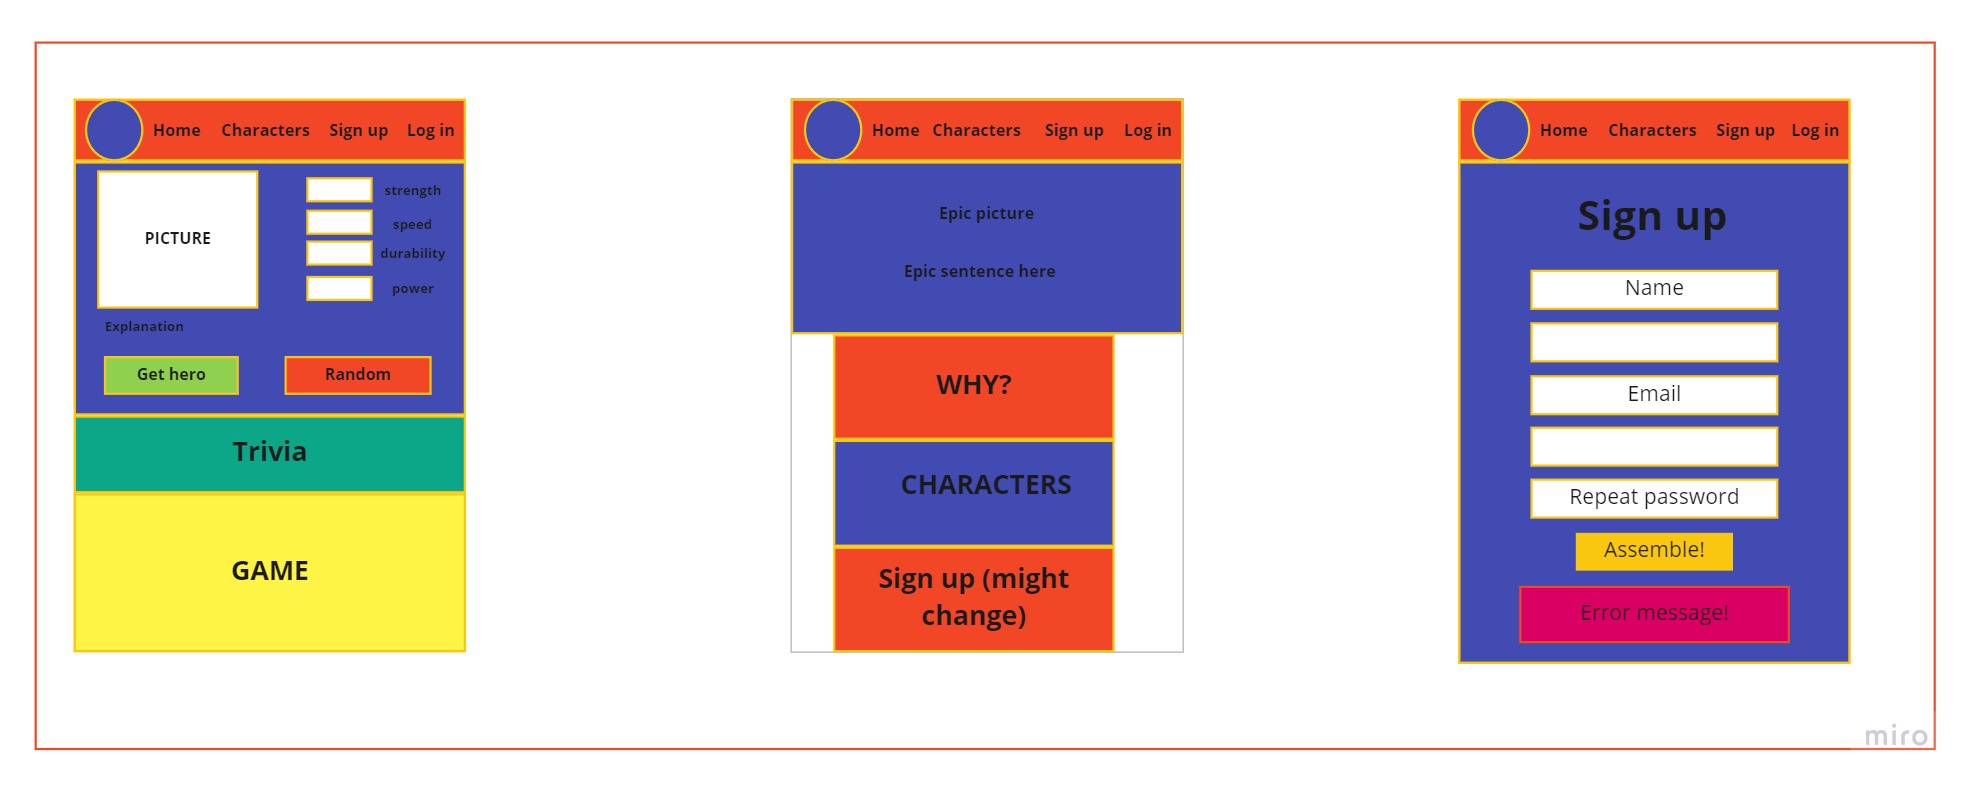 Home Characters Sign up Log in
PICTURE
strength
speed
durability
power
Explanation
Get hero Random
Trivia
GAME
Home Characters Sign up Log in
Epic picture
Epic sentence here
WHY?
CHARACTERS
Sign up (might
change)
Home Characters Sign up Log in
Sign up
Name
Email
Repeat password
Assemble!
Error message!
miro